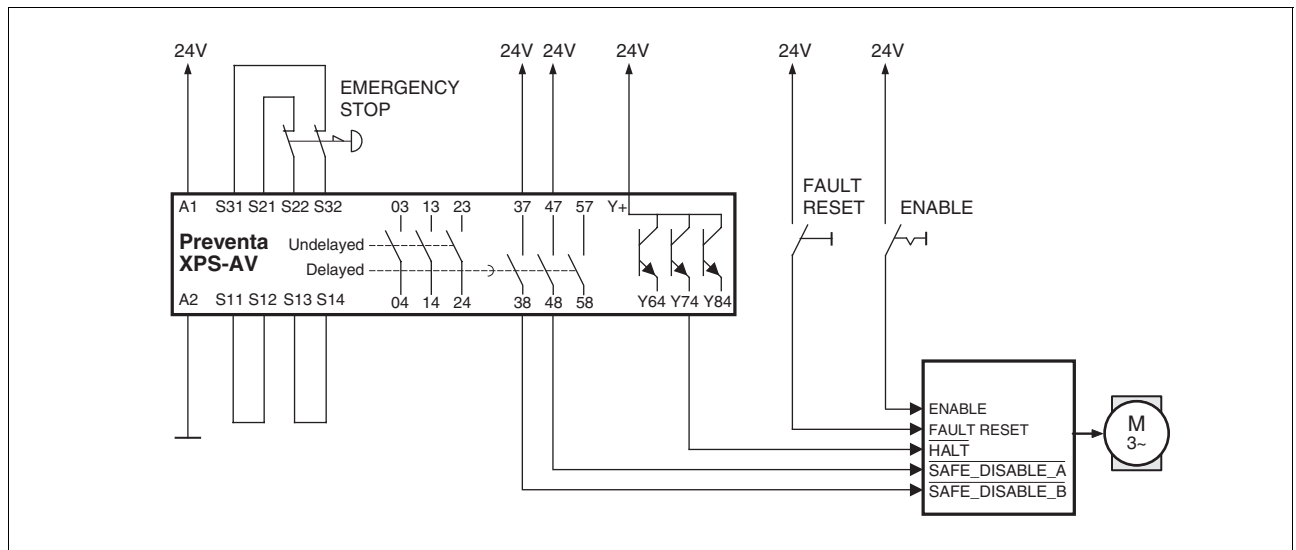 24V 24V 24V 24V 24V 24V
EMERGENCY
STOP
FAULT
RESET
ENABLE
A1 S31 S21 S22 S32 03 13 23 37 47 57 Y+
Preventa
XPS-AV
Undelayed
Delayed
A2 S11 S12 S13 S14 04 14 24 38 48 58 Y64 Y74 Y84
ENABLE
FAULT RESET
HALT
SAFE_DISABLE_A
SAFE_DISABLE_B
M
3~